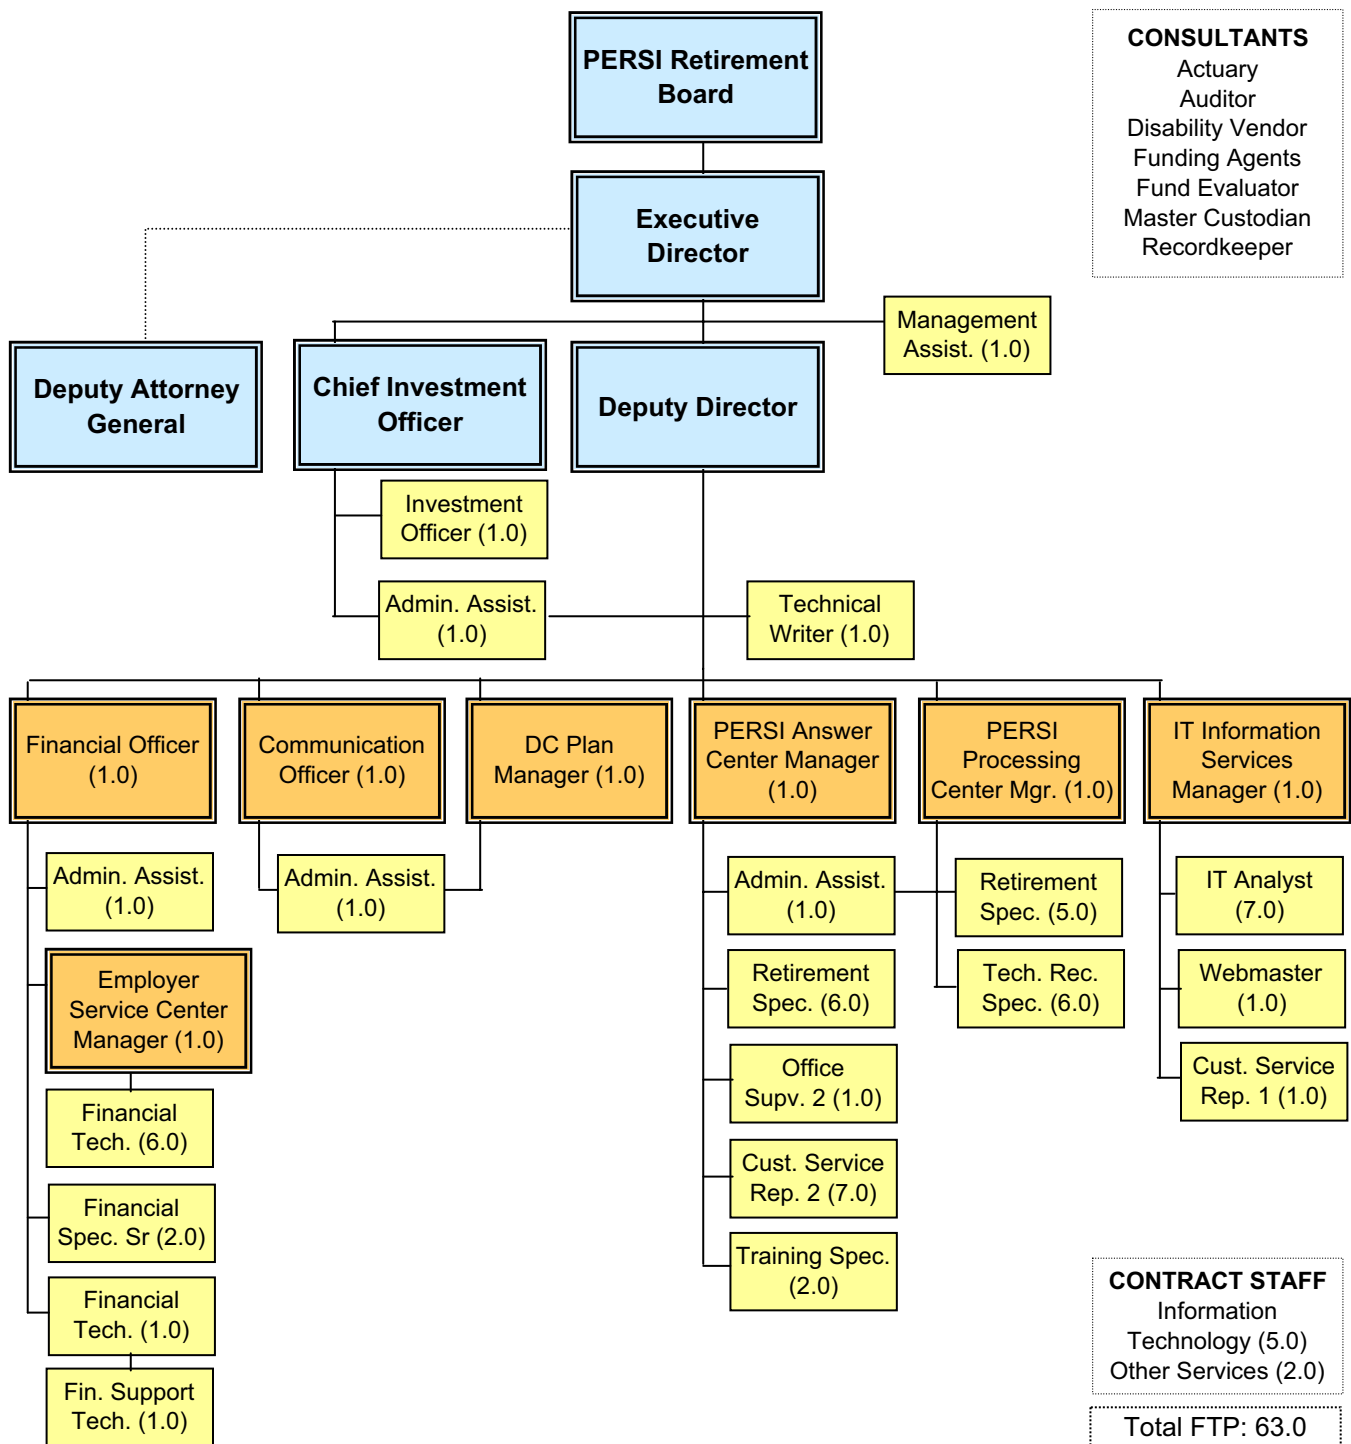 PERSI Retirement
Board
CONSULTANTS
Actuary
Auditor
Disability Vendor
Funding Agents
Fund Evaluator
Master Custodian
Recordkeeper
Executive
Director
Management
Assist. (1.0)
Deputy Attorney
General
Chief Investment
Officer
Deputy Director
Investment
Officer (1.0)
Admin. Assist.
(1.0)
Technical
Writer (1.0)
Financial Officer
(1.0)
Communication
Officer (1.0)
DC Plan
Manager (1.0)
PERSI Answer
Center Manager
(1.0)
PERSI
Processing
Center Mgr. (1.0)
IT Information
Services
Manager (1.0)
Admin. Assist.
(1.0)
Employer
Service Center
Manager (1.0)
Financial
Tech. (6.0)
Financial
Spec. Sr (2.0)
Financial
Tech. (1.0)
Fin. Support
Tech. (1.0)
Admin. Assist.
(1.0)
Admin. Assist.
(1.0)
Retirement
Spec. (6.0)
Office
Supv. 2 (1.0)
Cust. Service
Rep. 2 (7.0)
Training Spec.
(2.0)
Retirement
Spec. (5.0)
Tech. Rec.
Spec. (6.0)
IT Analyst
(7.0)
Webmaster
(1.0)
Cust. Service
Rep. 1 (1.0)
CONTRACT STAFF
Information
Technology (5.0)
Other Services (2.0)
Total FTP: 63.0